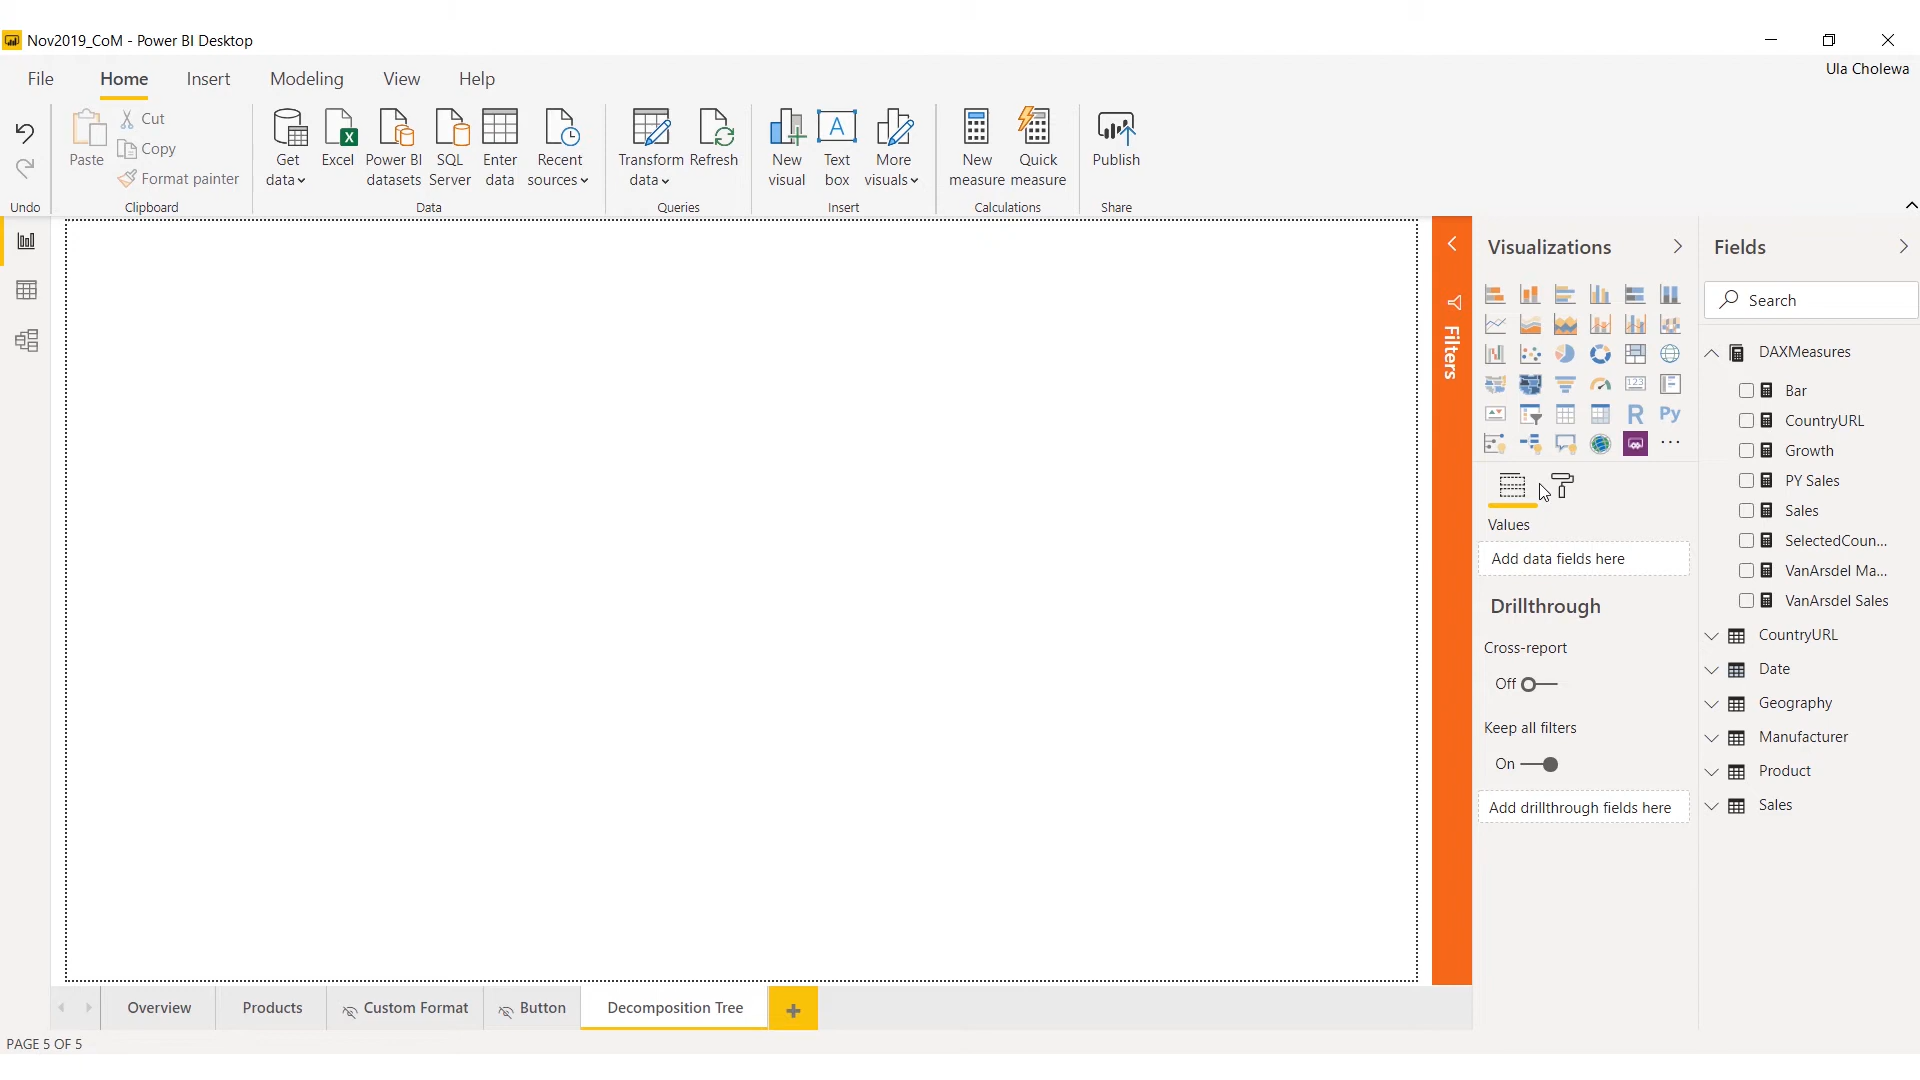 Nov2019_CoM - Power BI Desktop
Ula Cholewa
File Home Insert Modeling View Help
Paste
Cut
Copy
Format painter
Get data
Excel
Power BI datasets
SQL Server
Enter data
Recent sources
Transform data
Refresh
New visual
A
Text box
More visuals
New measure
Quick measure
Publish
Undo Clipboard Data Queries Insert Calculations Share
Filters
Visualizations
123
R
Py
Values
Add data fields here
Drillthrough
Cross-report
Off
Keep all filters
On
Add drillthrough fields here
Fields
Search
DAXMeasures
Bar
CountryURL
Growth
PY Sales
Sales
SelectedCoun...
VanArsdel Ma...
VanArsdel Sales
CountryURL
Date
Geography
Manufacturer
Product
Sales
Overview Products Custom Format Button Decomposition Tree
PAGE 5 OF 5